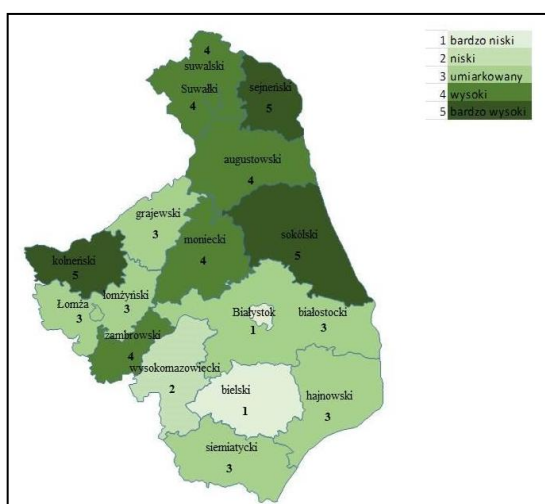 1 bardzo niski
2 niski
3 umiarkowany
4 wysoki
5 bardzo wysoki
4
suwalski
Suwałki
4
sejneński
5
augustowski
4
grajewski
3
moniecki
4
sokólski
5
kolneński
5
Łomża
3
łomżyński
3
zambrowski
4
Białystok
1
białostocki
3
wysokomazowiecki
2
bielski
1
hajnowski
3
siemiatycki
3